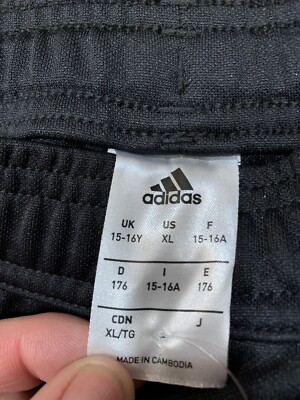 adidas
UK US F
15-16Y XL 15-16A
D I E
176 15-16A 176
CDN J
XL/TG -
MADE IN CAMBODIA